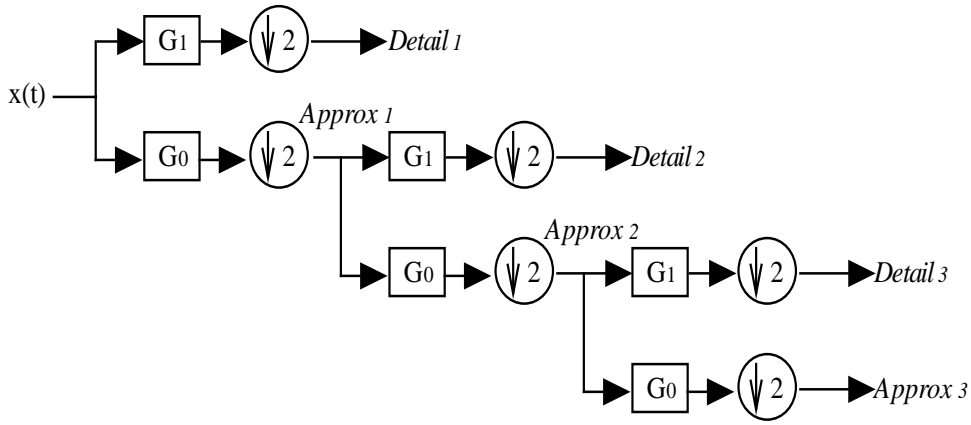 G1 2 Detail 1
x(t)
Approx 1
G0 2 G1 2 Detail 2
Approx 2
G0 2 G1 2 Detail 3
G0 2 Approx 3